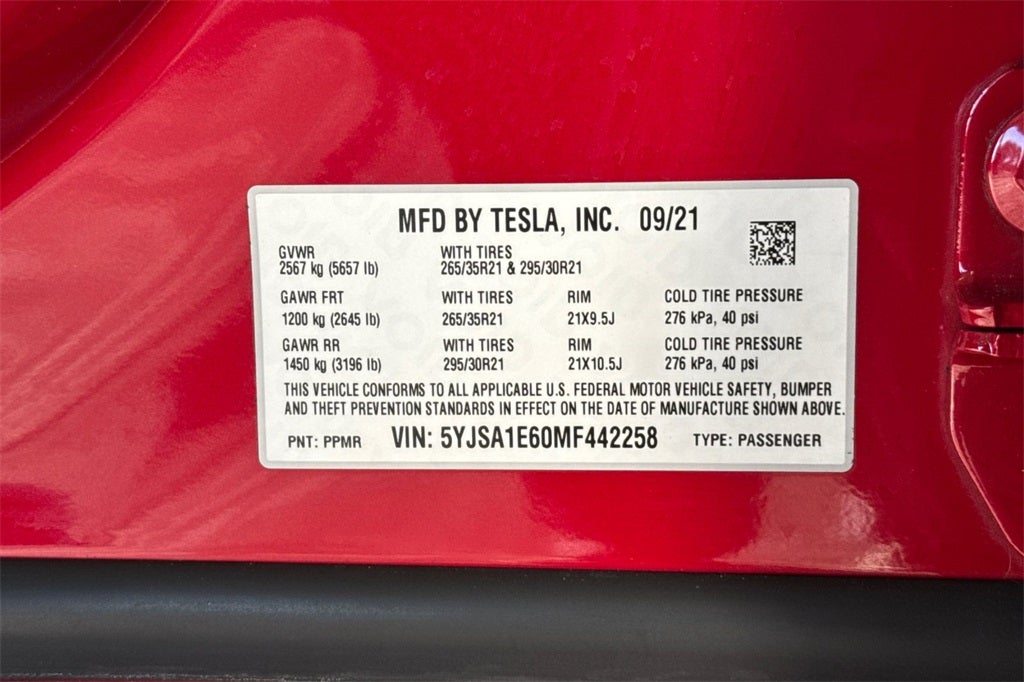 MFD BY TESLA, INC. 09/21
GVWR WITH TIRES
2567 kg (5657 lb) 265/35R21 & 295/30R21
GAWR FRT WITH TIRES RIM COLD TIRE PRESSURE
1200 kg (2645 lb) 265/35R21 21X9.5J 276 kPa, 40 psi
GAWR RR WITH TIRES RIM COLD TIRE PRESSURE
1450 kg (3196 lb) 295/30R21 21X10.5J 276 kPa, 40 psi
THIS VEHICLE CONFORMS TO ALL APPLICABLE U.S. FEDERAL MOTOR VEHICLE SAFETY, BUMPER
AND THEFT PREVENTION STANDARDS IN EFFECT ON THE DATE OF MANUFACTURE SHOWN ABOVE.
PNT: PPMR VIN: 5YJSA1E60MF442258 TYPE: PASSENGER